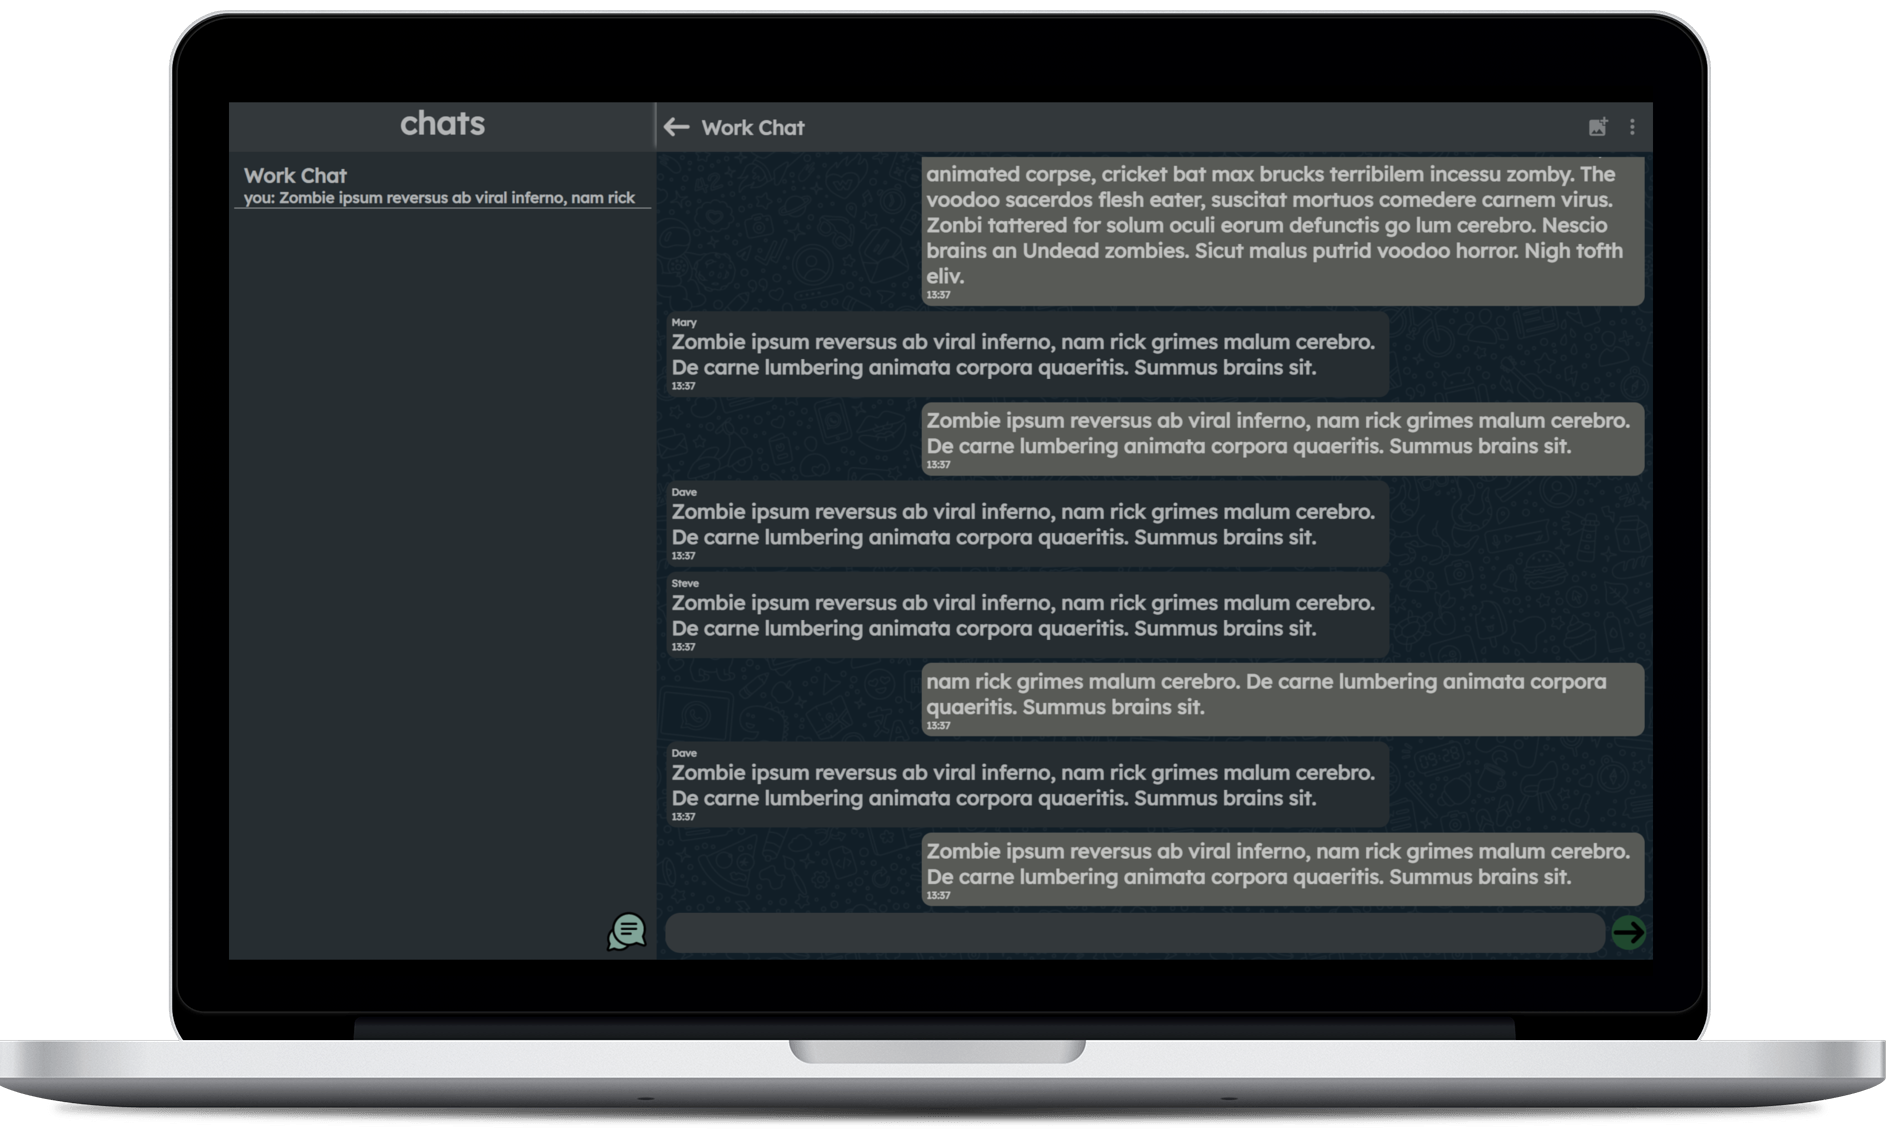 chats
Work Chat
you: Zombie ipsum reversus ab viral inferno, nam rick
Work Chat
animated corpse, cricket bat max brucks terribilem incessu zomby. The
voodoo sacerdos flesh eater, suscitat mortuos comedere carnem virus.
Zonbi tattered for solum oculi eorum defunctis go lum cerebro. Nescio
brains an Undead zombies. Sicut malus putrid voodoo horror. Nigh tofth
eliv.
13:37
Mary
Zombie ipsum reversus ab viral inferno, nam rick grimes malum cerebro.
De carne lumbering animata corpora quaeritis. Summus brains sit.
13:37
Zombie ipsum reversus ab viral inferno, nam rick grimes malum cerebro.
De carne lumbering animata corpora quaeritis. Summus brains sit.
13:37
Dave
Zombie ipsum reversus ab viral inferno, nam rick grimes malum cerebro.
De carne lumbering animata corpora quaeritis. Summus brains sit.
13:37
Steve
Zombie ipsum reversus ab viral inferno, nam rick grimes malum cerebro.
De carne lumbering animata corpora quaeritis. Summus brains sit.
13:37
nam rick grimes malum cerebro. De carne lumbering animata corpora
quaeritis. Summus brains sit.
13:37
Dave
Zombie ipsum reversus ab viral inferno, nam rick grimes malum cerebro.
De carne lumbering animata corpora quaeritis. Summus brains sit.
13:37
Zombie ipsum reversus ab viral inferno, nam rick grimes malum cerebro.
De carne lumbering animata corpora quaeritis. Summus brains sit.
13:37